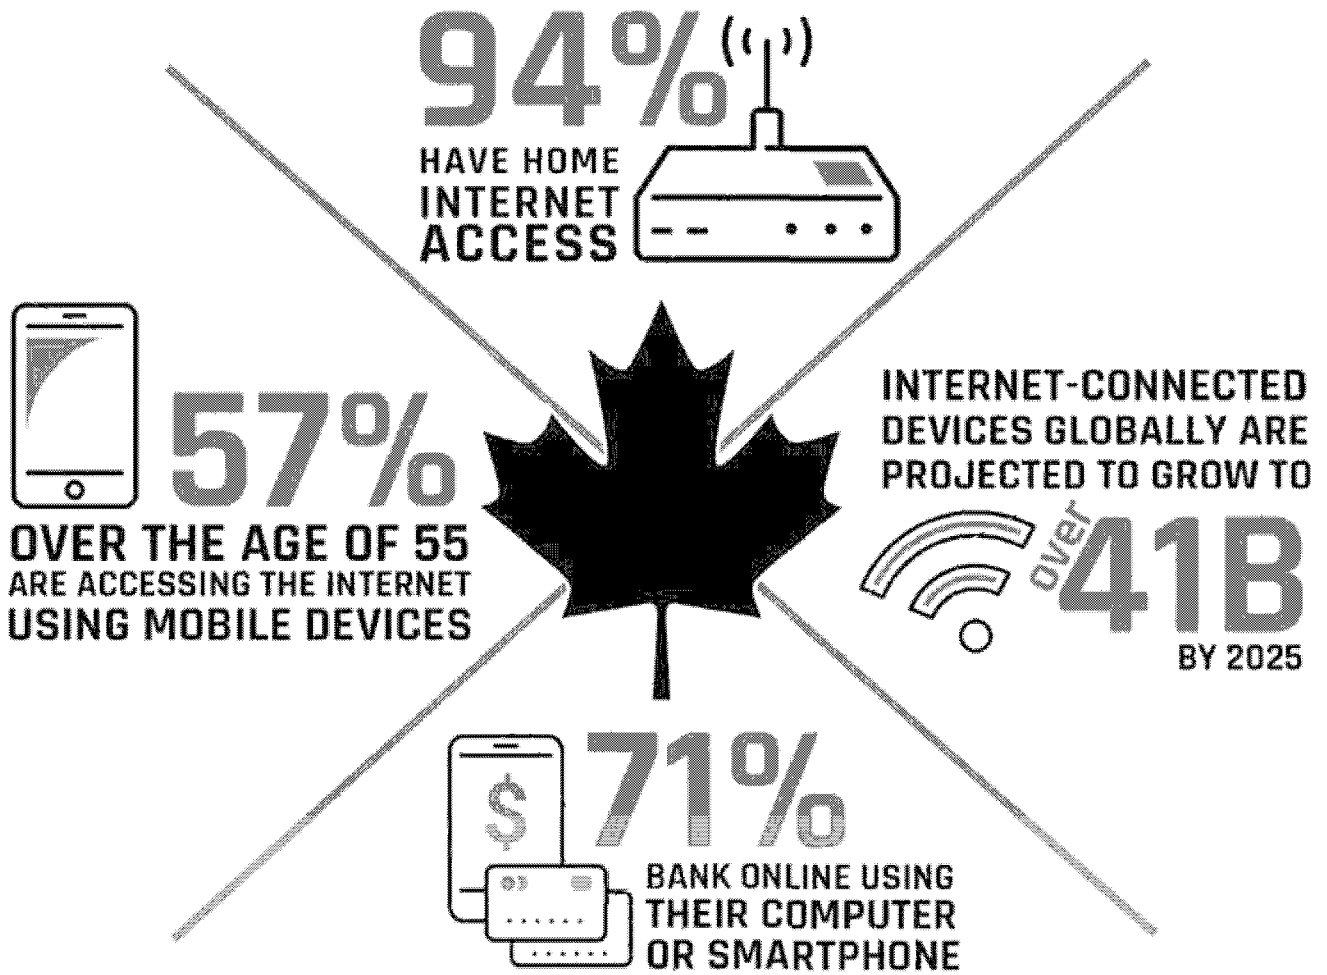 94%
HAVE HOME
INTERNET
ACCESS
57%
OVER THE AGE OF 55
ARE ACCESSING THE INTERNET
USING MOBILE DEVICES
INTERNET-CONNECTED
DEVICES GLOBALLY ARE
PROJECTED TO GROW TO
over 41B
BY 2025
$
71%
BANK ONLINE USING
THEIR COMPUTER
OR SMARTPHONE